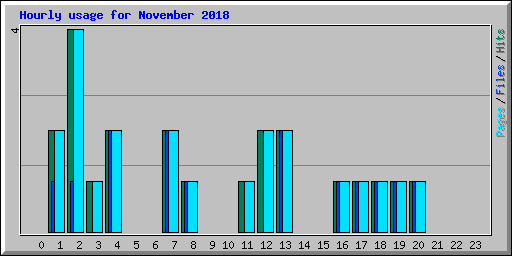 Hourly usage for November 2018
4
Pages/Files/Hits
0 1 2 3 4 5 6 7 8 9 10 11 12 13 14 15 16 17 18 19 20 21 22 23